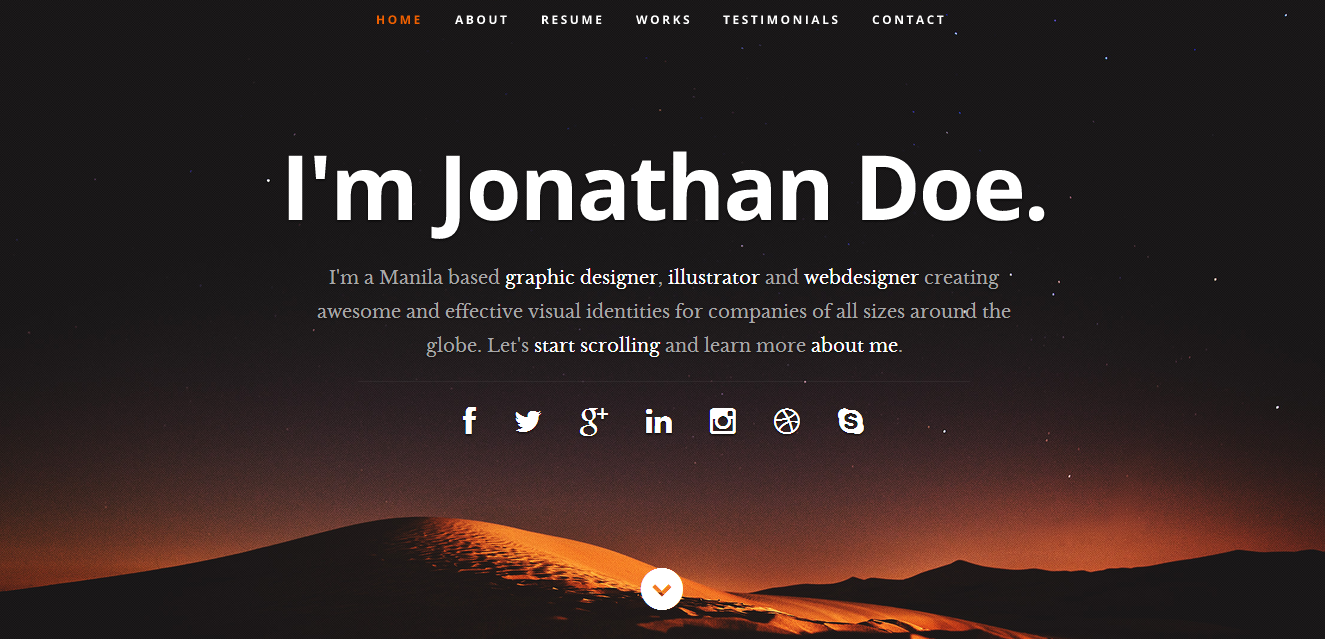 HOME ABOUT RESUME WORKS TESTIMONIALS CONTACT
I'm Jonathan Doe.
I'm a Manila based graphic designer, illustrator and webdesigner creating
awesome and effective visual identities for companies of all sizes around the
globe. Let's start scrolling and learn more about me.